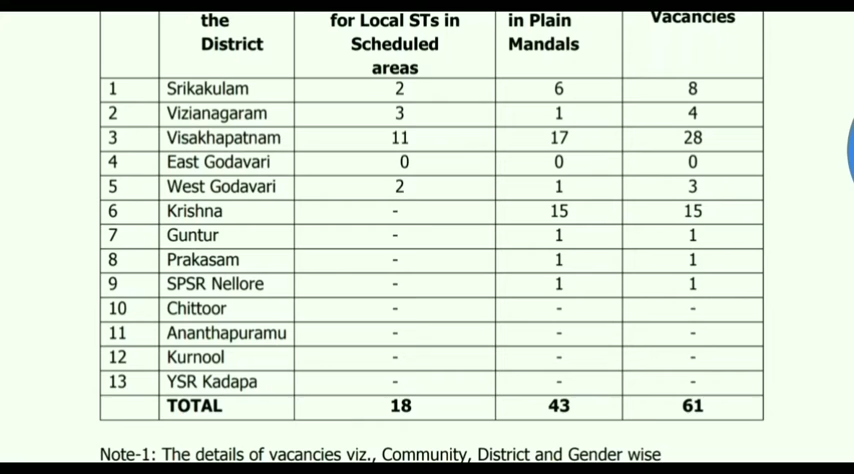 the District for Local STs in Scheduled areas in Plain Mandals Vacancies
1 Srikakulam 2 6 8
2 Vizianagaram 3 1 4
3 Visakhapatnam 11 17 28
4 East Godavari 0 0 0
5 West Godavari 2 1 3
6 Krishna - 15 15
7 Guntur - 1 1
8 Prakasam - 1 1
9 SPSR Nellore - 1 1
10 Chittoor - - -
11 Ananthapuramu - - -
12 Kurnool - - -
13 YSR Kadapa - - -
TOTAL 18 43 61
Note-1: The details of vacancies viz., Community, District and Gender wise